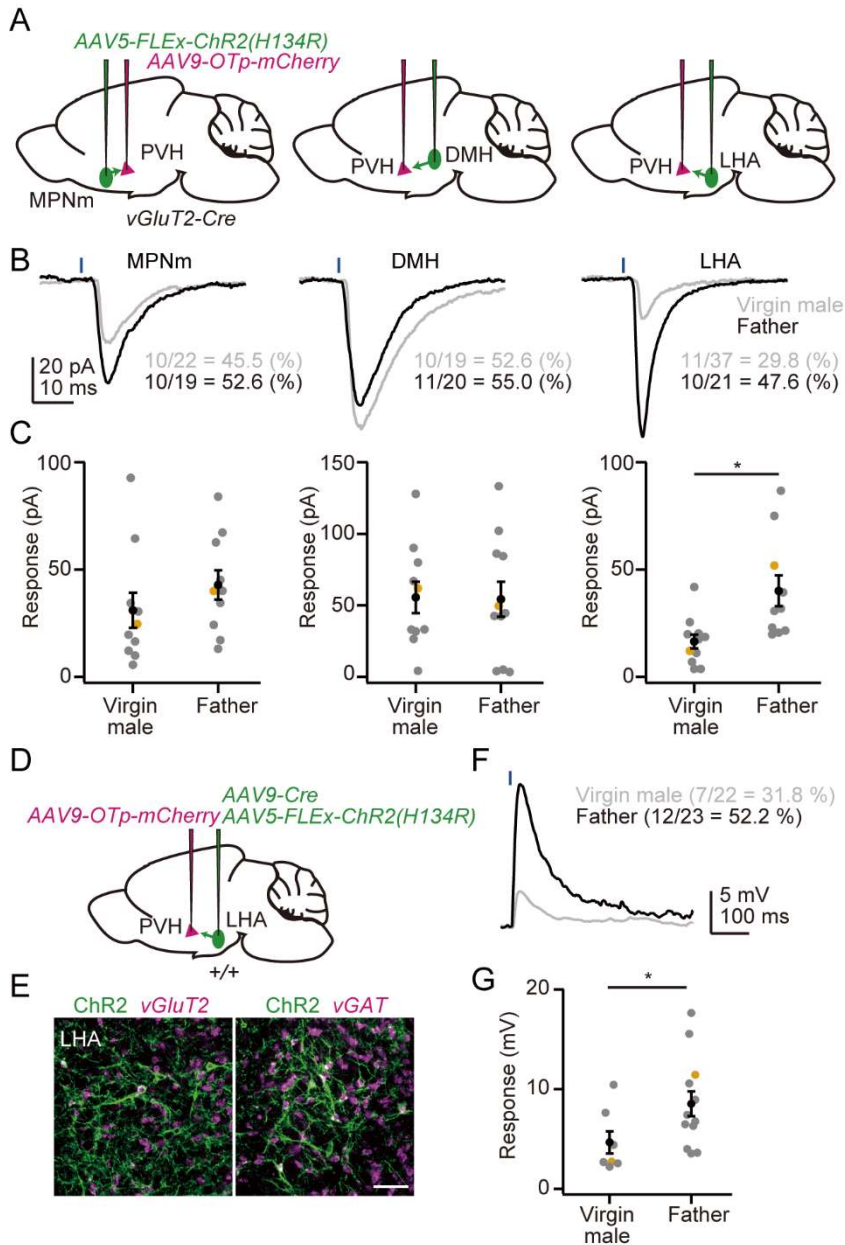 A
AAV5-FLEx-ChR2(H134R)
AAV9-OTp-mCherry
PVH
MPNm
vGluT2-Cre
PVH
DMH
PVH
LHA
B
MPNm
20 pA
10 ms
10/22 = 45.5 (%)
10/19 = 52.6 (%)
DMH
10/19 = 52.6 (%)
11/20 = 55.0 (%)
LHA
Virgin male
Father
11/37 = 29.8 (%)
10/21 = 47.6 (%)
C
Response (pA)
100
50
0
Virgin
male
Father
Response (pA)
150
100
50
0
Virgin
male
Father
Response (pA)
100
50
0
*
Virgin
male
Father
D
AAV9-OTp-mCherry
AAV9-Cre
AAV5-FLEx-ChR2(H134R)
PVH
LHA
+/+
E
ChR2 vGluT2
ChR2 vGAT
LHA
F
Virgin male (7/22 = 31.8 %)
Father (12/23 = 52.2 %)
5 mV
100 ms
G
Response (mV)
20
10
0
*
Virgin
male
Father